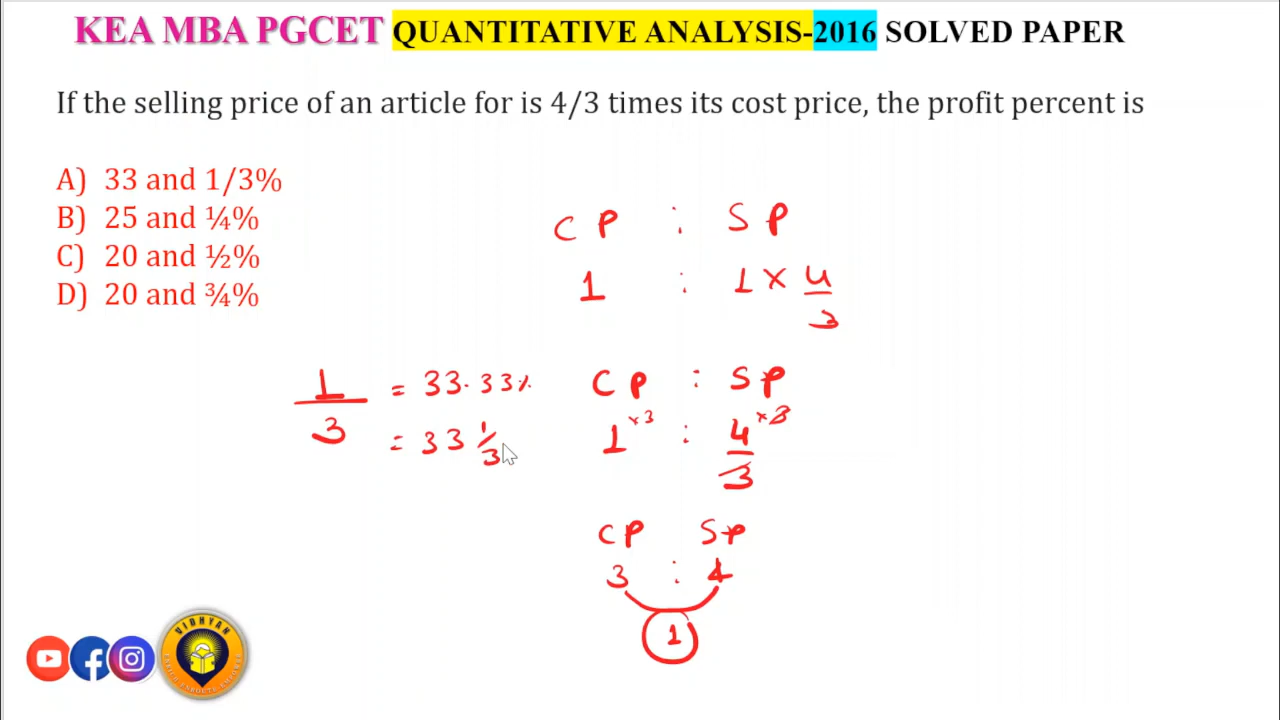 KEA MBA PGCET QUANTITATIVE ANALYSIS-2016 SOLVED PAPER
If the selling price of an article for is 4/3 times its cost price, the profit percent is
A) 33 and 1/3%
B) 25 and ¼%
C) 20 and ½%
D) 20 and ¾%
CP : SP
1 : 1 × 4/3
1/3 = 33.33%
= 33 1/3
CP : SP
1 ×3 : 4/3 ×3
CP SP
3 : 4
1
VIDHYAH